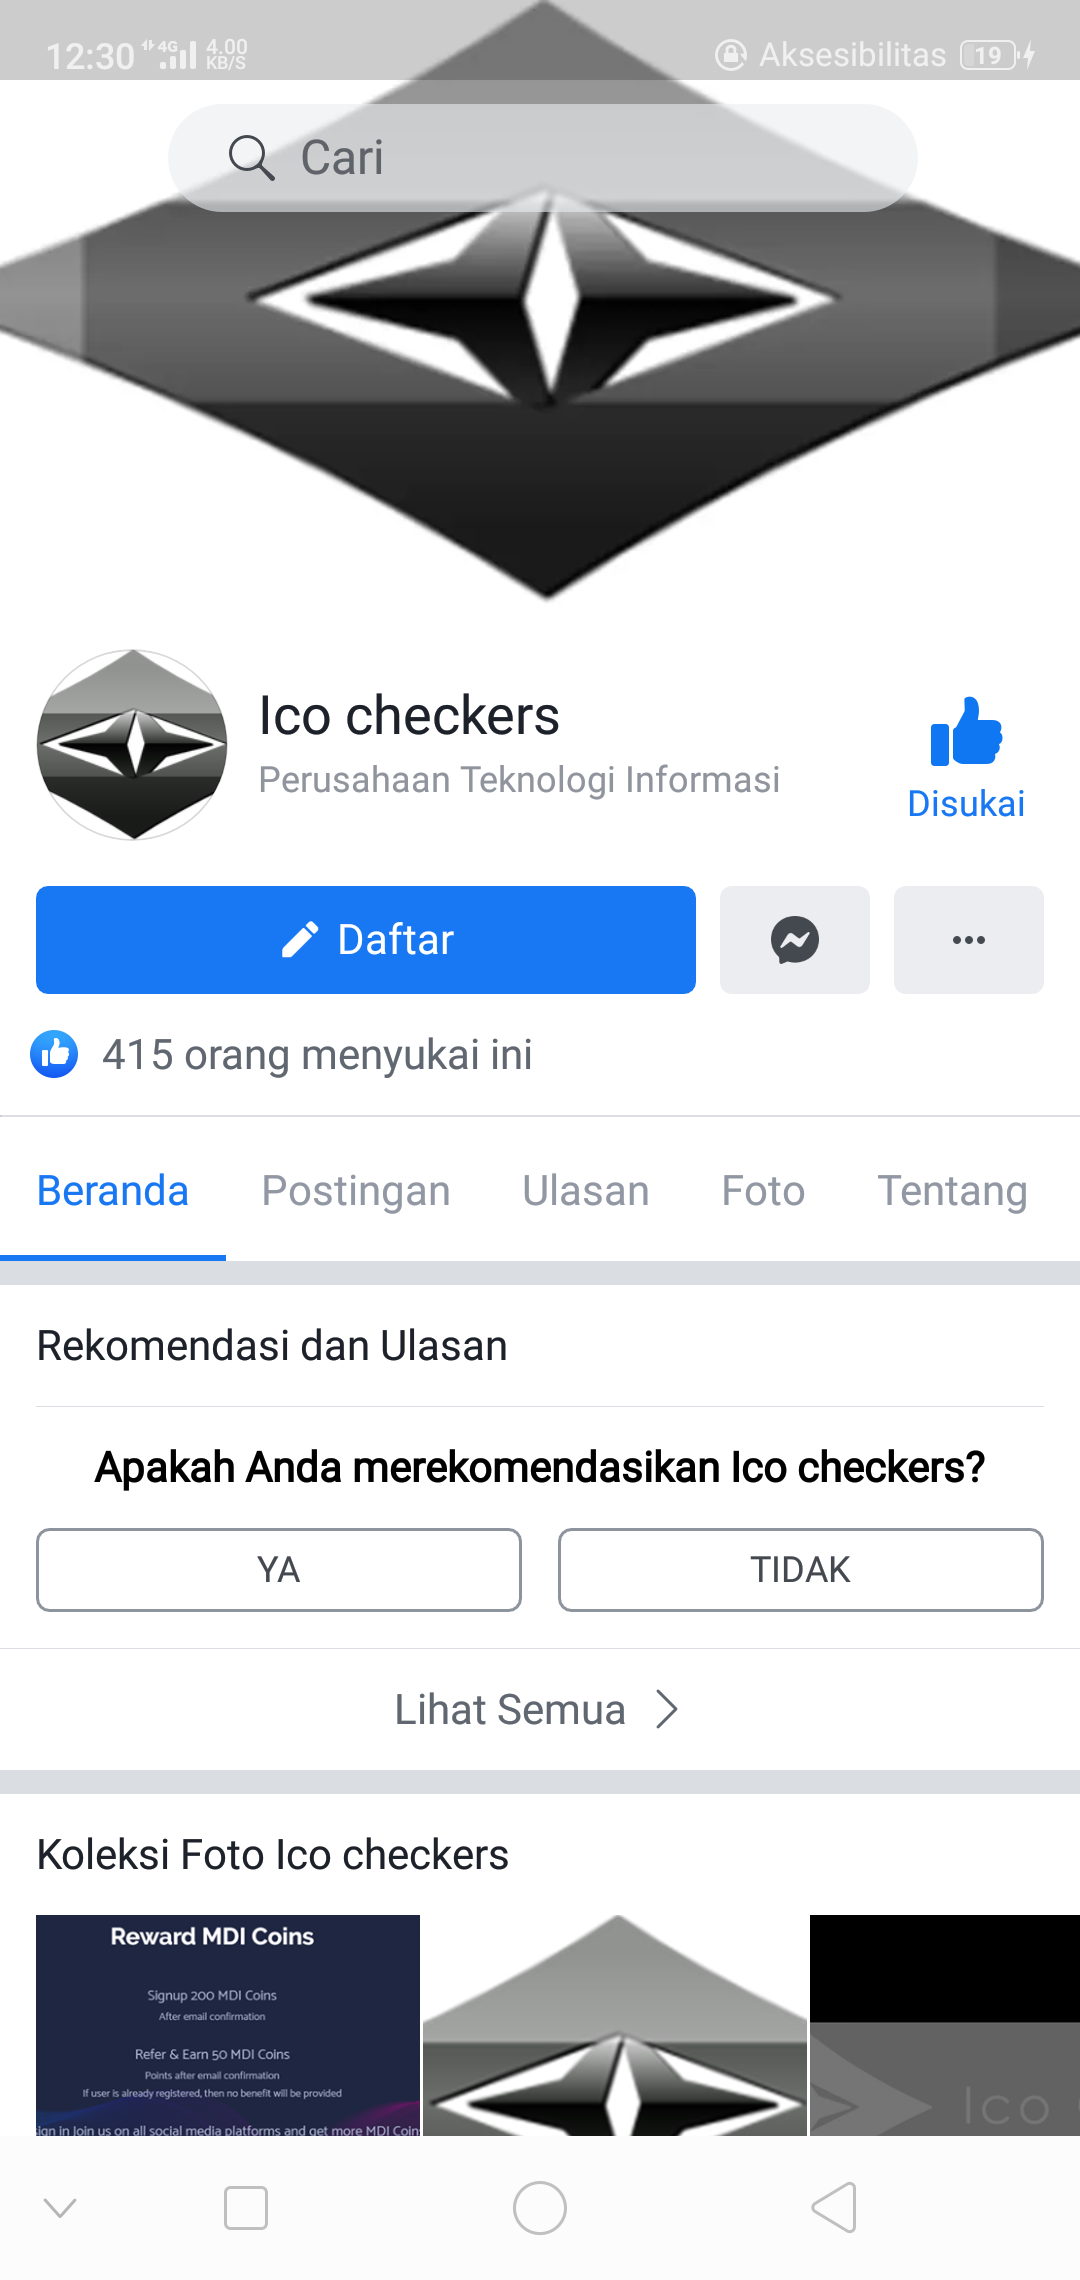 12:30 4G 4.00 KB/S Aksesibilitas 19
Cari
Ico checkers
Perusahaan Teknologi Informasi
Disukai
Daftar
415 orang menyukai ini
Beranda Postingan Ulasan Foto Tentang
Rekomendasi dan Ulasan
Apakah Anda merekomendasikan Ico checkers?
YA TIDAK
Lihat Semua
Koleksi Foto Ico checkers
Reward MDI Coins
Signup 200 MDI Coins
After email confirmation
Refer & Earn 50 MDI Coins
Points after email confirmation
If user is already registered, then no benefit will be provided
ign in Join us on all social media platforms and get more MDI Coin
Ico